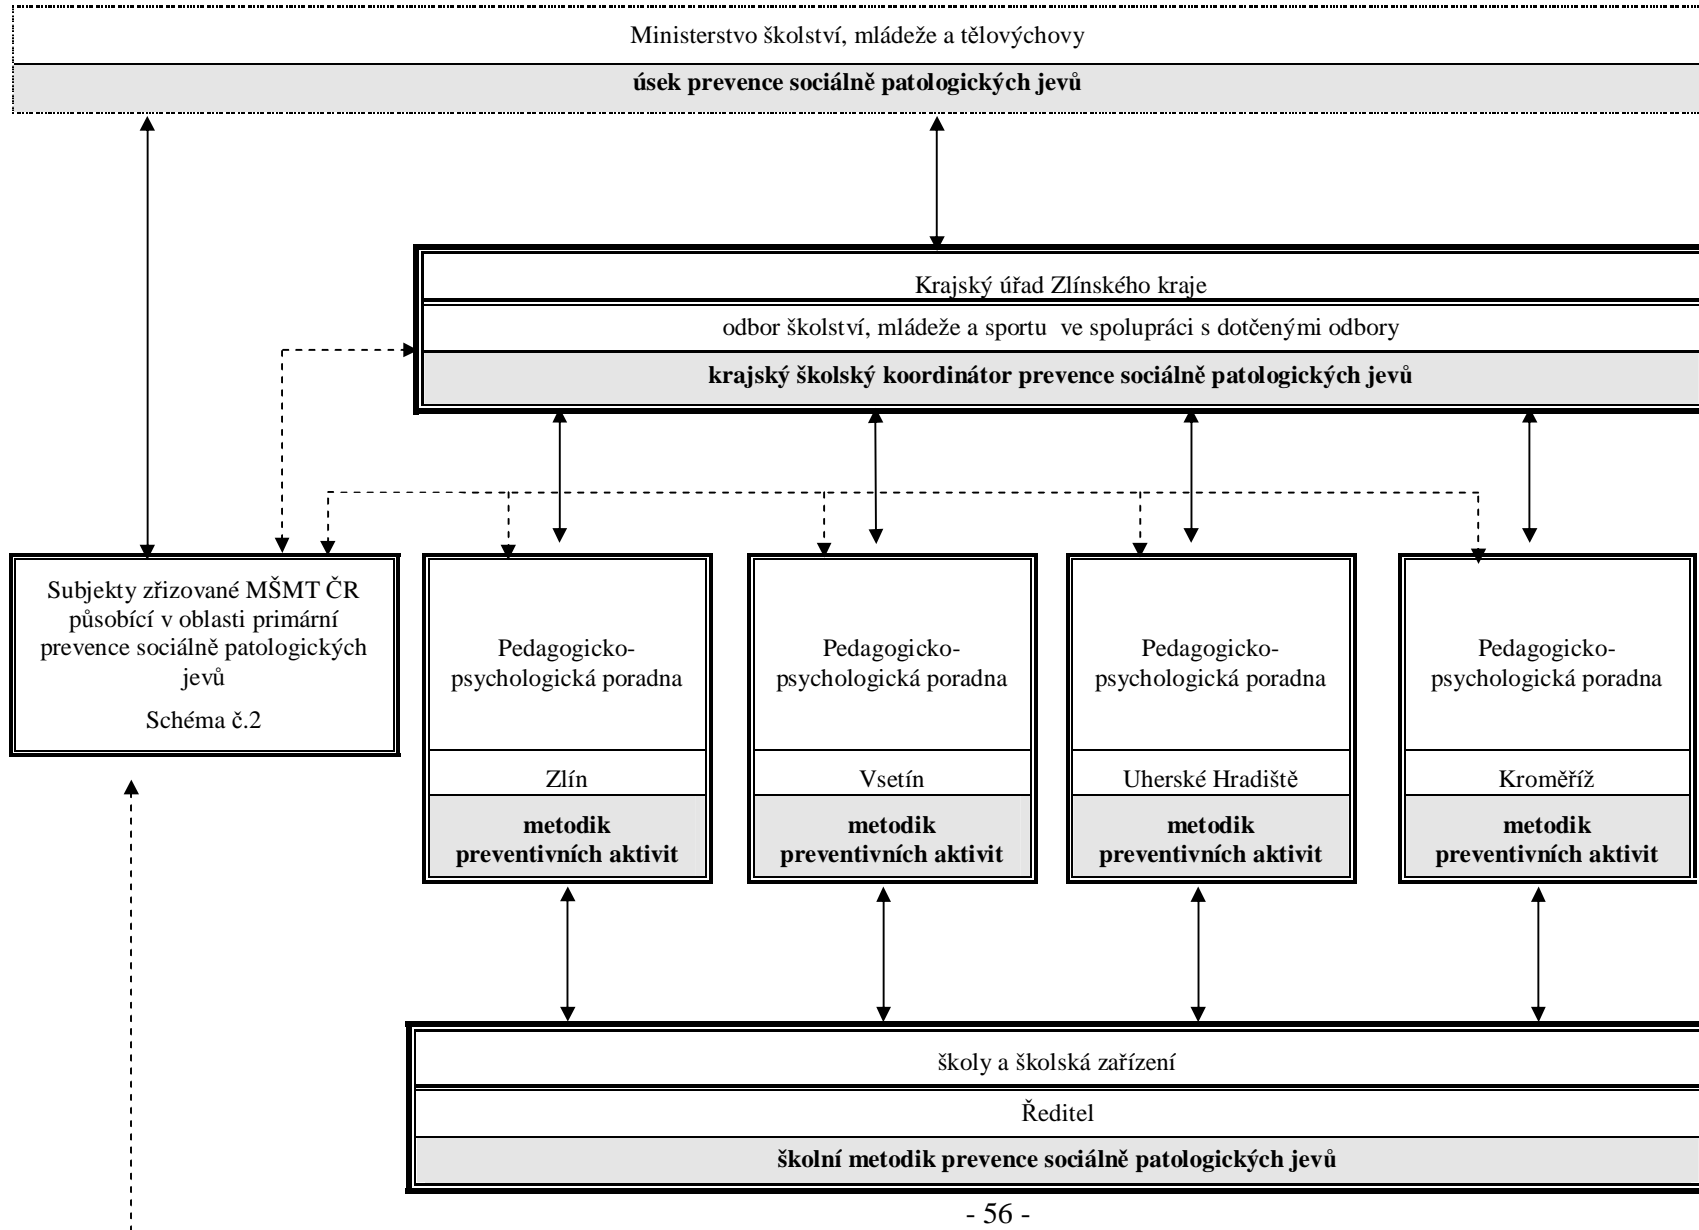 Ministerstvo školství, mládeže a tělovýchovy
úsek prevence sociálně patologických jevů
Krajský úřad Zlínského kraje
odbor školství, mládeže a sportu ve spolupráci s dotčenými odbory
krajský školský koordinátor prevence sociálně patologických jevů
Subjekty zřizované MŠMT ČR
působící v oblasti primární
prevence sociálně patologických
jevů
Schéma č.2
Pedagogicko-
psychologická poradna
Zlín
metodik
preventivních aktivit
Pedagogicko-
psychologická poradna
Vsetín
metodik
preventivních aktivit
Pedagogicko-
psychologická poradna
Uherské Hradiště
metodik
preventivních aktivit
Pedagogicko-
psychologická poradna
Kroměříž
metodik
preventivních aktivit
školy a školská zařízení
Ředitel
školní metodik prevence sociálně patologických jevů
- 56 -